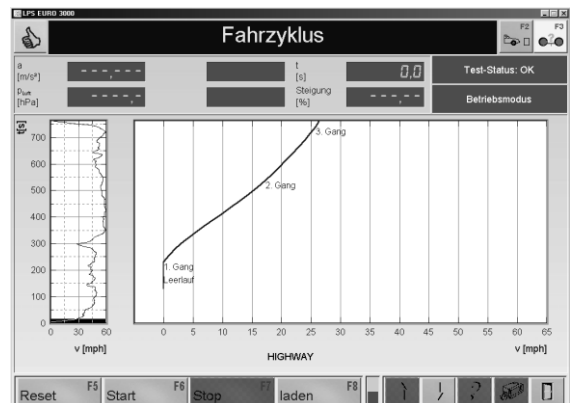 LPS EURO 3000
Fahrzyklus
F2
F3
a
[m/s²]
---,---
t
[s]
0,0
Test-Status: OK
pLuft
[hPa]
----,-
Steigung
[%]
----,-
Betriebsmodus
t[s]
700
600
500
400
300
200
100
0
0 30 60
v [mph]
3. Gang
2. Gang
1. Gang
Leerlauf
0 5 10 15 20 25 30 35 40 45 50 55 60 65
HIGHWAY
v [mph]
Reset F5
Start F6
Stop F7
laden F8